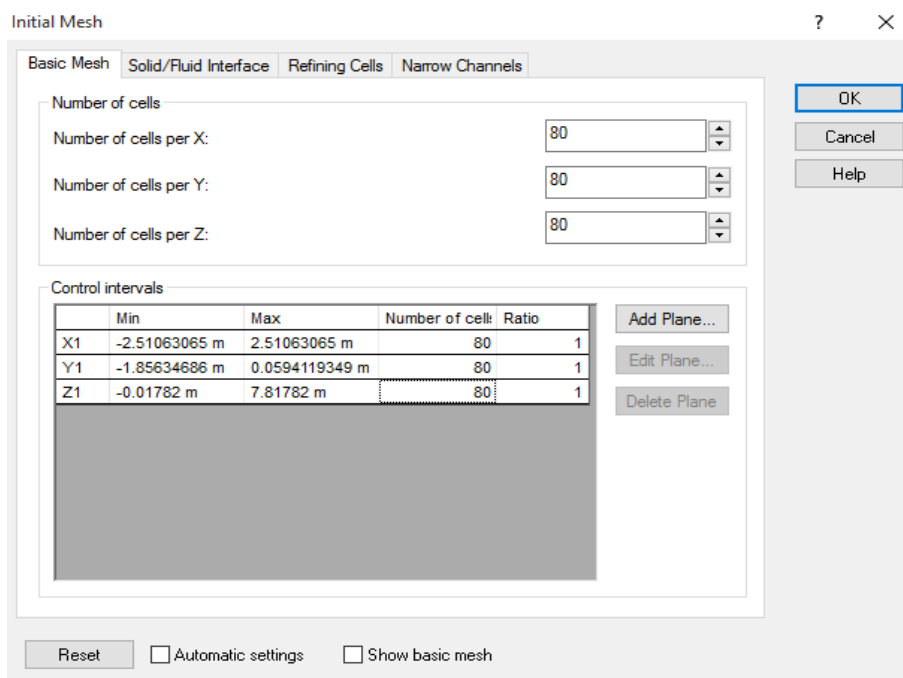 Initial Mesh ? ×
Basic Mesh Solid/Fluid Interface Refining Cells Narrow Channels
OK
Cancel
Help
Number of cells
Number of cells per X: 80
Number of cells per Y: 80
Number of cells per Z: 80
Control intervals
Min Max Number of cell Ratio
X1 -2.51063065 m 2.51063065 m 80 1
Y1 -1.85634686 m 0.0594119349 m 80 1
Z1 -0.01782 m 7.81782 m 80 1
Add Plane...
Edit Plane...
Delete Plane
Reset Automatic settings Show basic mesh